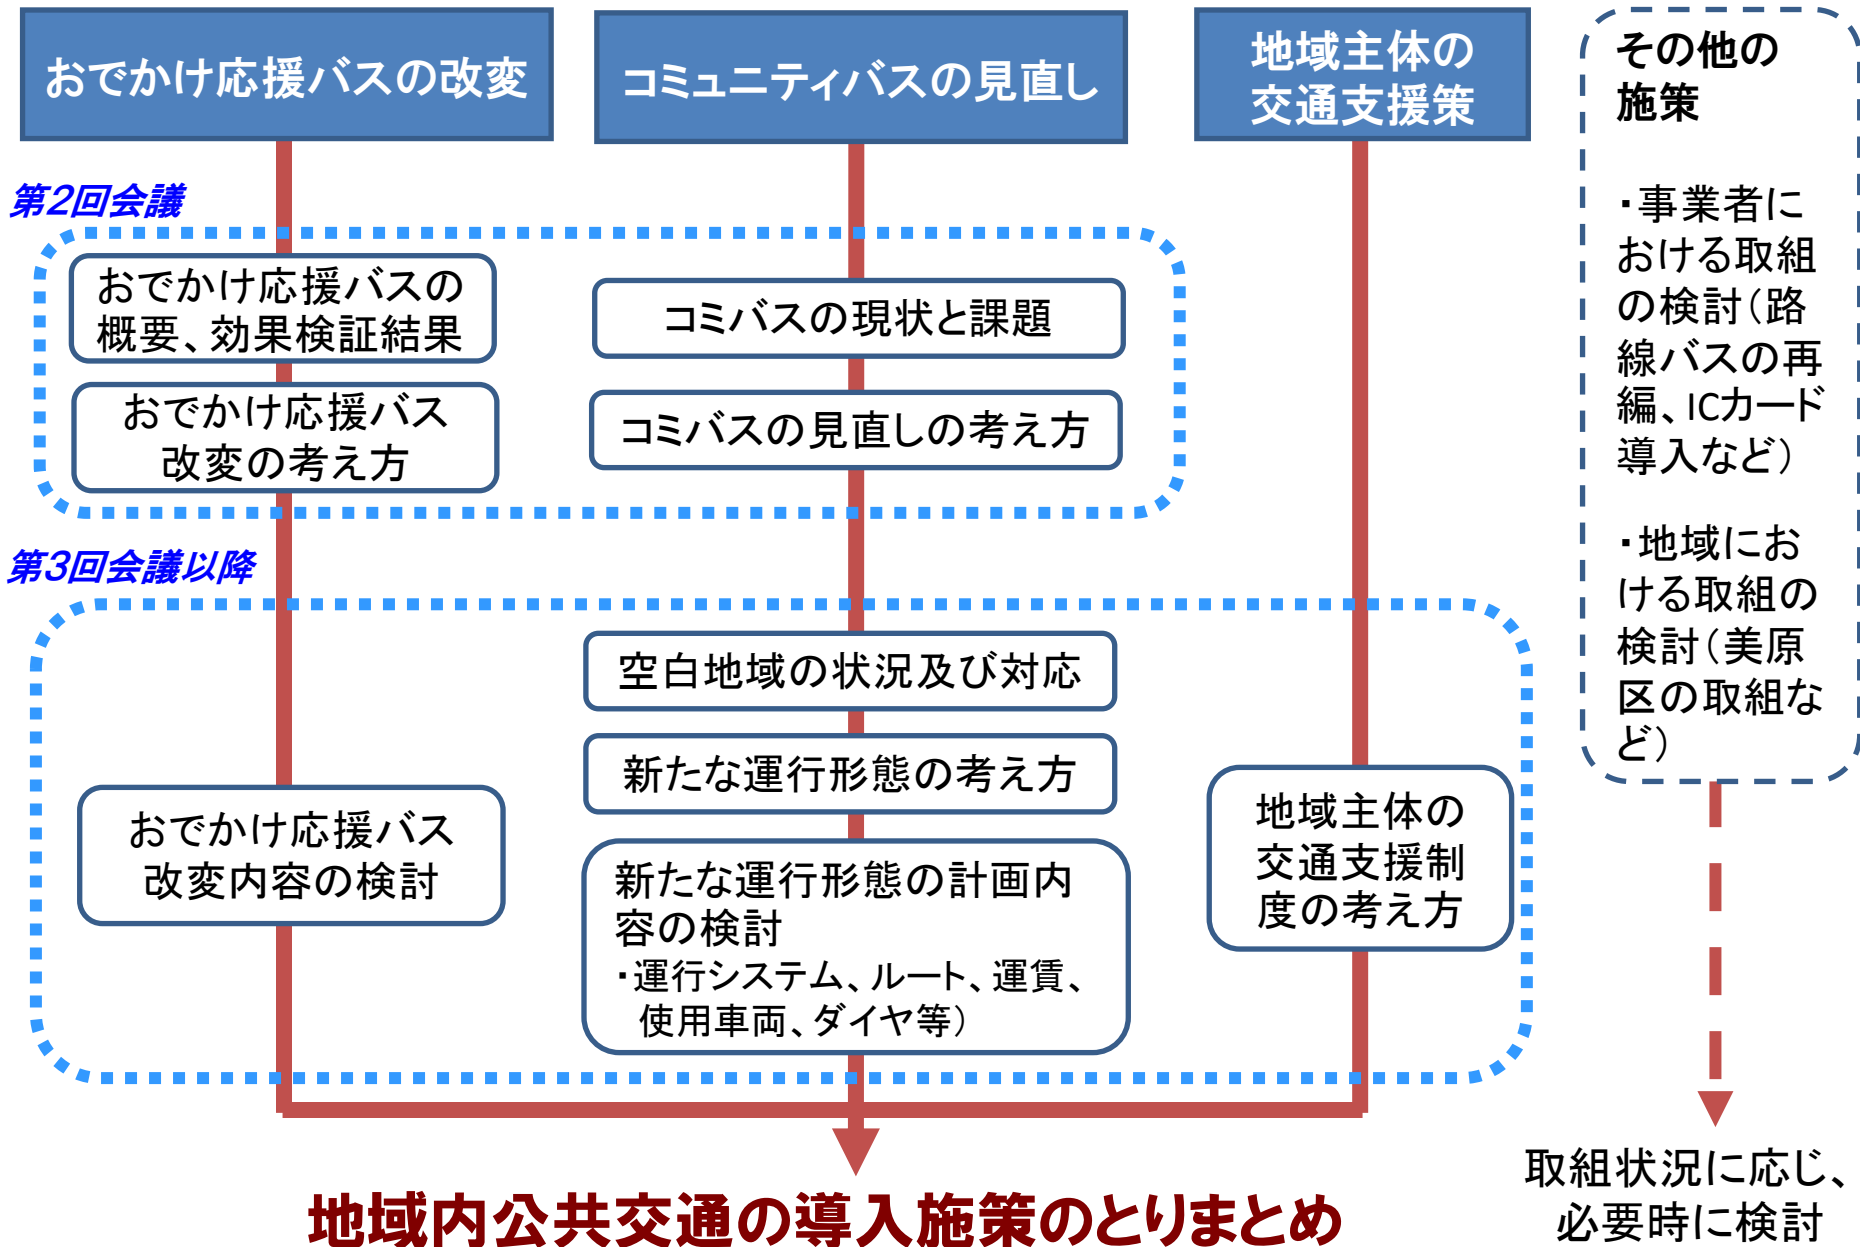 おでかけ応援バスの改変
コミュニティバスの見直し
地域主体の
交通支援策
その他の
施策
・事業者に
おける取組
の検討(路
線バスの再
編、ICカード
導入など)
・地域にお
ける取組の
検討(美原
区の取組な
ど)
第2回会議
おでかけ応援バスの
概要、効果検証結果
おでかけ応援バス
改変の考え方
コミバスの現状と課題
コミバスの見直しの考え方
第3回会議以降
おでかけ応援バス
改変内容の検討
空白地域の状況及び対応
新たな運行形態の考え方
新たな運行形態の計画内
容の検討
・運行システム、ルート、運賃、
使用車両、ダイヤ等)
地域主体の
交通支援制
度の考え方
地域内公共交通の導入施策のとりまとめ
取組状況に応じ、
必要時に検討